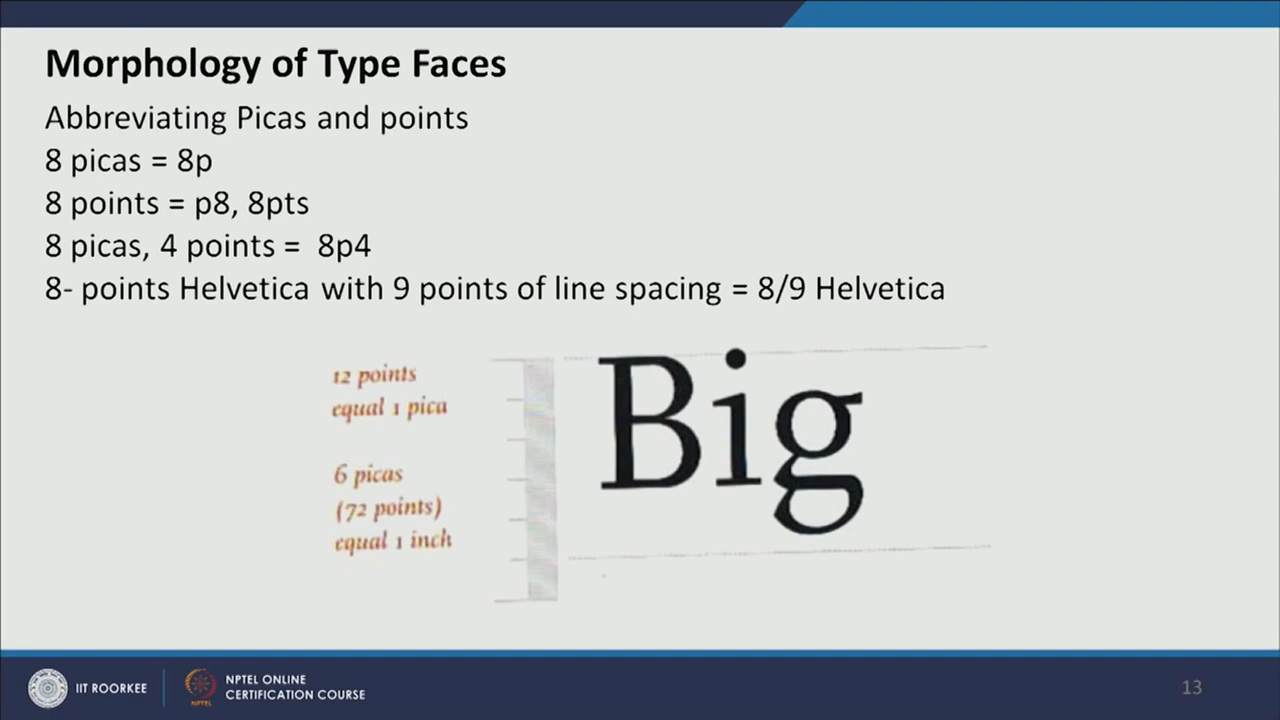 Morphology of Type Faces
Abbreviating Picas and points
8 picas = 8p
8 points = p8, 8pts
8 picas, 4 points =  8p4
8- points Helvetica with 9 points of line spacing = 8/9 Helvetica
12 points
equal 1 pica
6 picas
(72 points)
equal 1 inch
Big
IIT ROORKEE
NPTEL
NPTEL ONLINE
CERTIFICATION COURSE
13